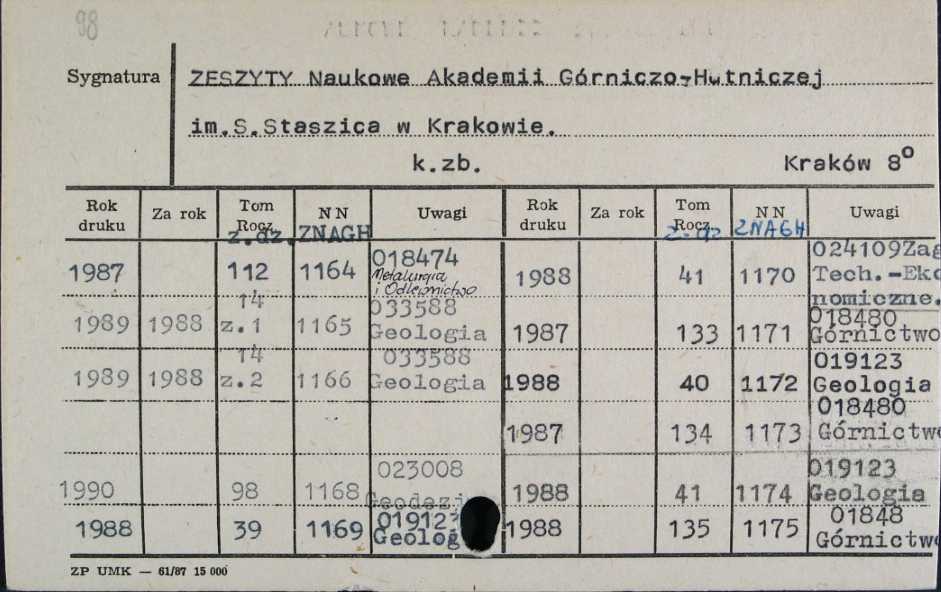 98
Sygnatura ZESZYTY Naukowe Akademii Górniczo-Hutniczej
im.S.Staszica w Krakowie.
k.zb. Kraków 8º
Rok druku Za rok Tom Rocz. NN Uwagi Rok druku Za rok Tom Rocz. NN Uwagi
z.dz. ZNAGH z.dz ZNAGH
1987 112 1164 018474 Metalurgia i Odlewnictwo 1988 41 1170 024109Zag Tech.-Eko nomiczne.
1989 1988 14 z.1 1165 033588 Geologia 1987 133 1171 018480 Górnictwo
1989 1988 14 z.2 1166 033588 Geologia 1988 40 1172 019123 Geologia
1987 134 1173 018480 Górnictwo
1990 98 1168 023008 Geodezj 1988 41 1174 019123 Geologia
1988 39 1169 01912 Geolog 1988 135 1175 01848 Górnictwo
ZP UMK — 61/87 15 000